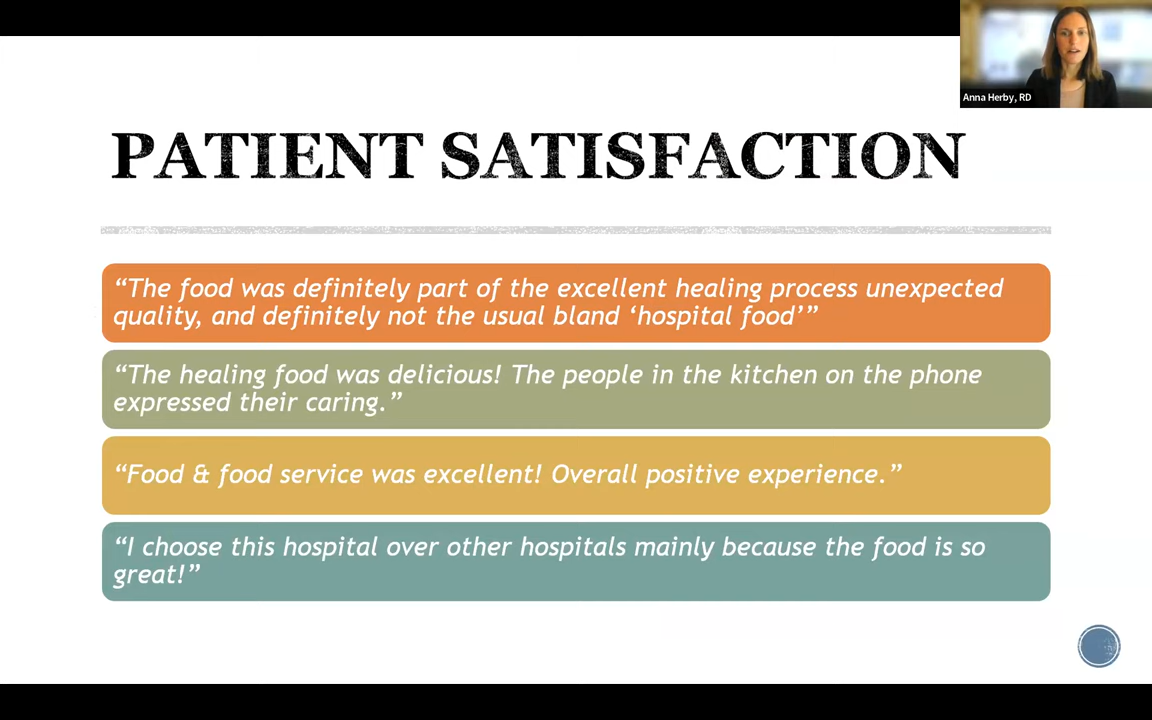 Anna Herby, RD
PATIENT SATISFACTION
“The food was definitely part of the excellent healing process unexpected
quality, and definitely not the usual bland ‘hospital food’”
“The healing food was delicious! The people in the kitchen on the phone
expressed their caring.”
“Food & food service was excellent! Overall positive experience.”
“I choose this hospital over other hospitals mainly because the food is so
great!”